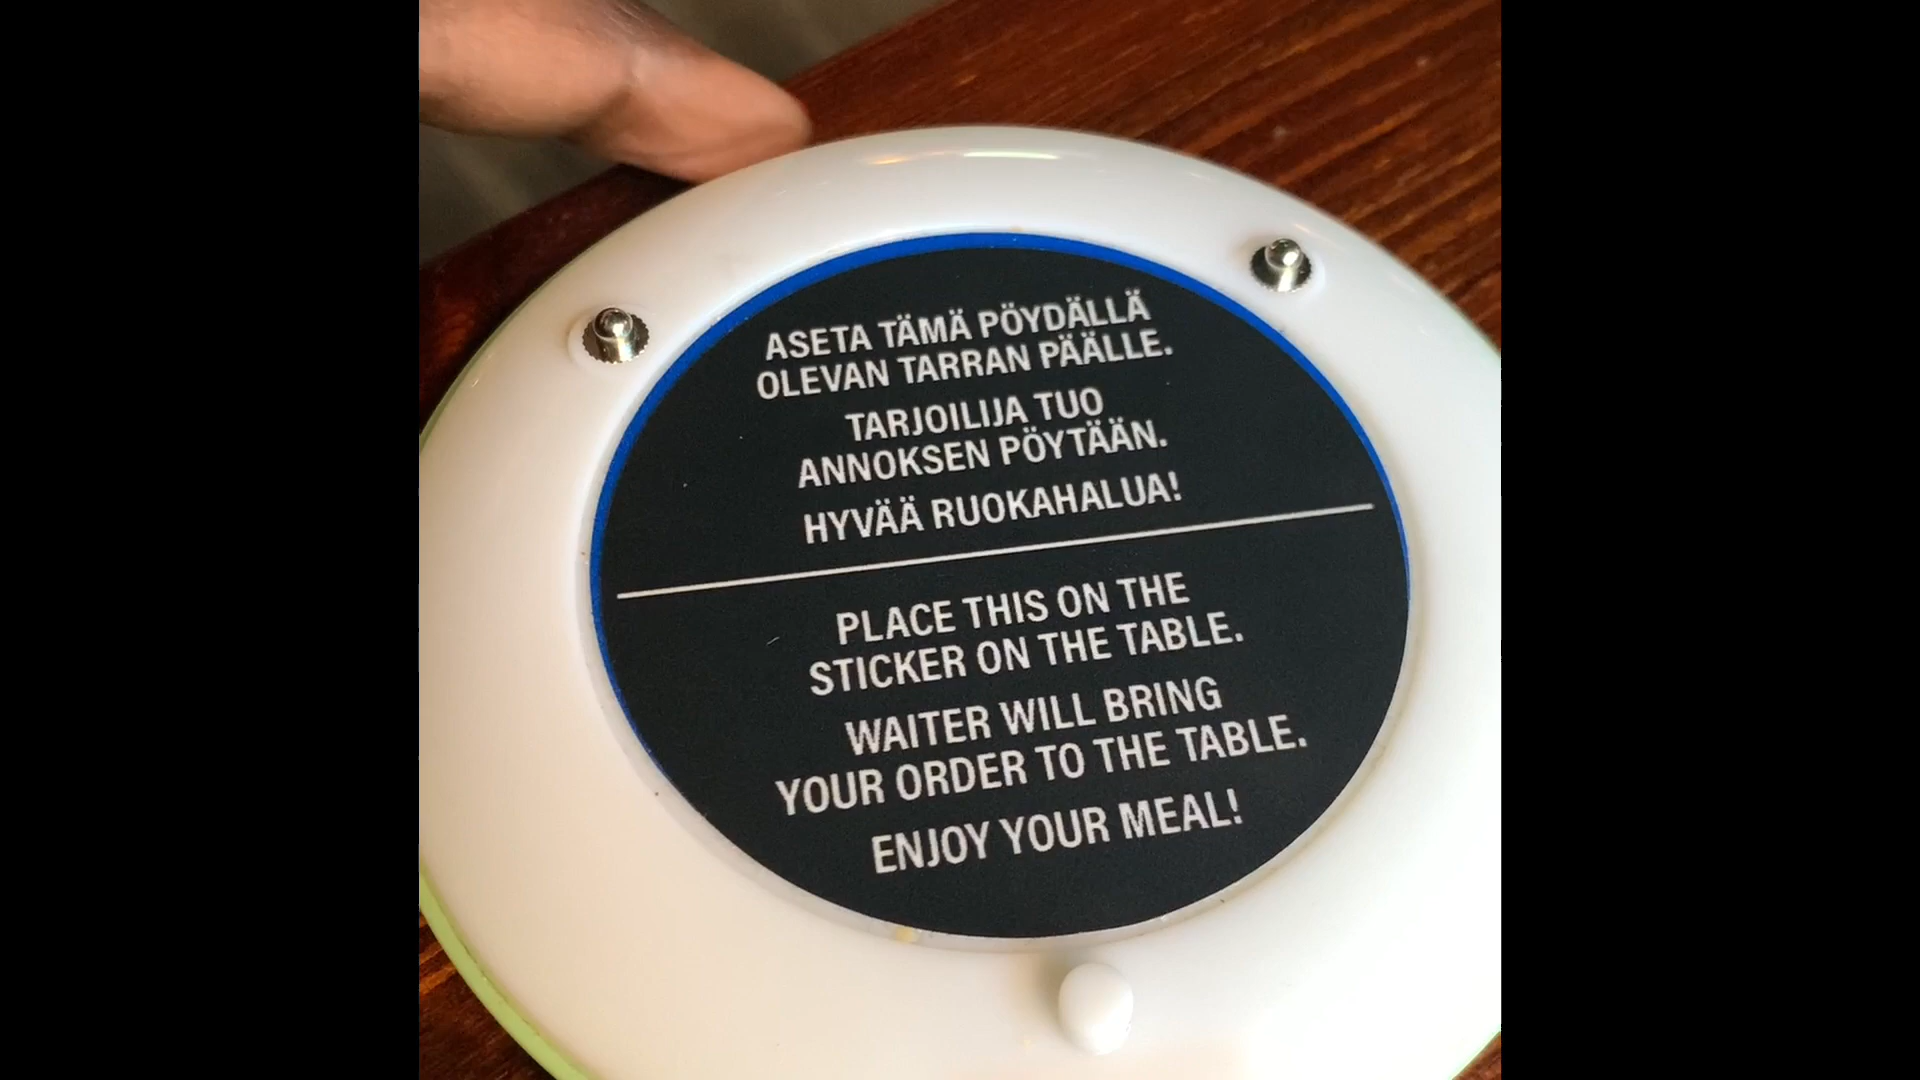 ASETA TÄMÄ PÖYDÄLLÄ
OLEVAN TARRAN PÄÄLLE.
TARJOILIJA TUO
ANNOKSEN PÖYTÄÄN.
HYVÄÄ RUOKAHALUA!
PLACE THIS ON THE
STICKER ON THE TABLE.
WAITER WILL BRING
YOUR ORDER TO THE TABLE.
ENJOY YOUR MEAL!